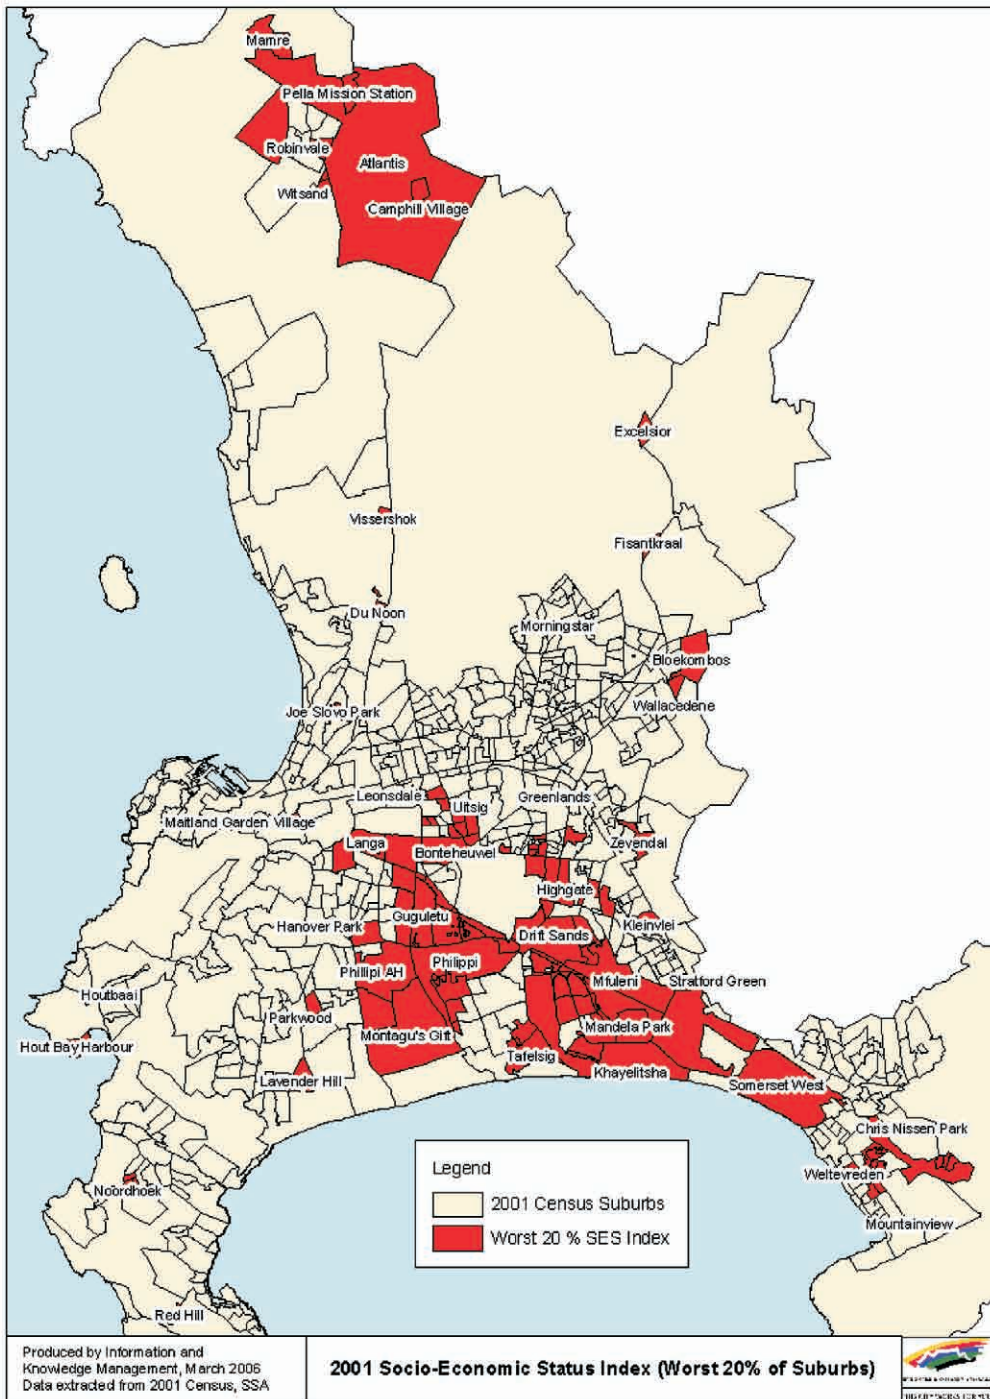 Mamre
Pella Mission Station
Robinvale
Atlantis
Witsand
Camphill Village
Excelsior
Vissershok
Fisantkraal
Du Noon
Morningstar
Bloekombos
Wallacedene
Joe Slovo Park
Leonsdale
Uitsig
Greenlands
Maitland Garden Village
Langa
Bonteheuwel
Zevendal
Highgate
Guguletu
Hanover Park
Drift Sands
Kleinvlei
Phillipi AH
Philippi
Mfuleni
Stratford Green
Houtbaai
Parkwood
Montagu's Gift
Mandela Park
Hout Bay Harbour
Tafelsig
Lavender Hill
Khayelitsha
Somerset West
Chris Nissen Park
Weltevreden
Noordhoek
Mountainview
Red Hill
Legend
2001 Census Suburbs
Worst 20 % SES Index
Produced by Information and
Knowledge Management, March 2006
Data extracted from 2001 Census, SSA
2001 Socio-Economic Status Index (Worst 20% of Suburbs)